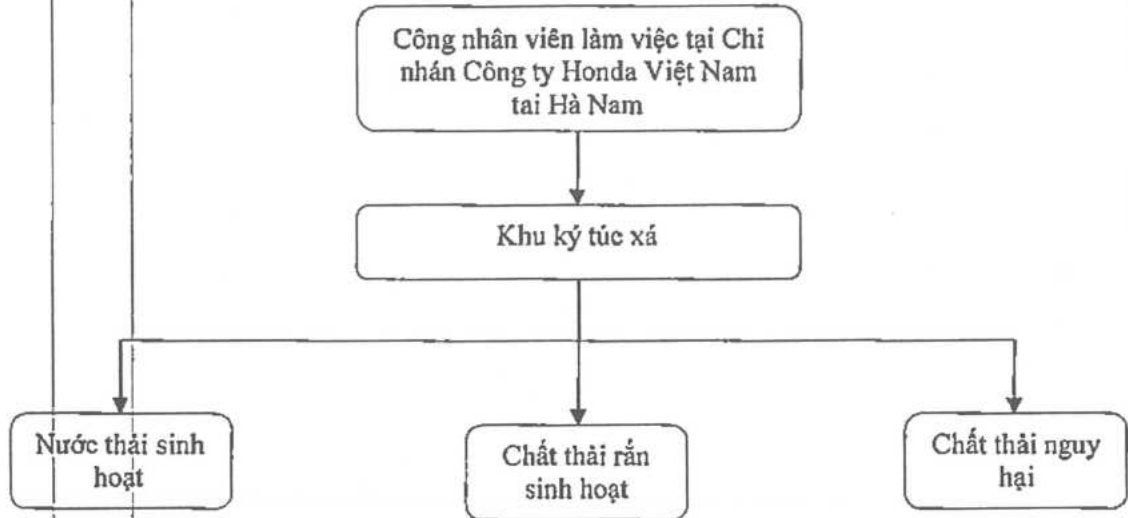 Công nhân viên làm việc tại Chi
nhán Công ty Honda Việt Nam
tai Hà Nam
Khu ký túc xá
Nước thải sinh
hoạt
Chất thải rắn
sinh hoạt
Chất thải nguy
hại